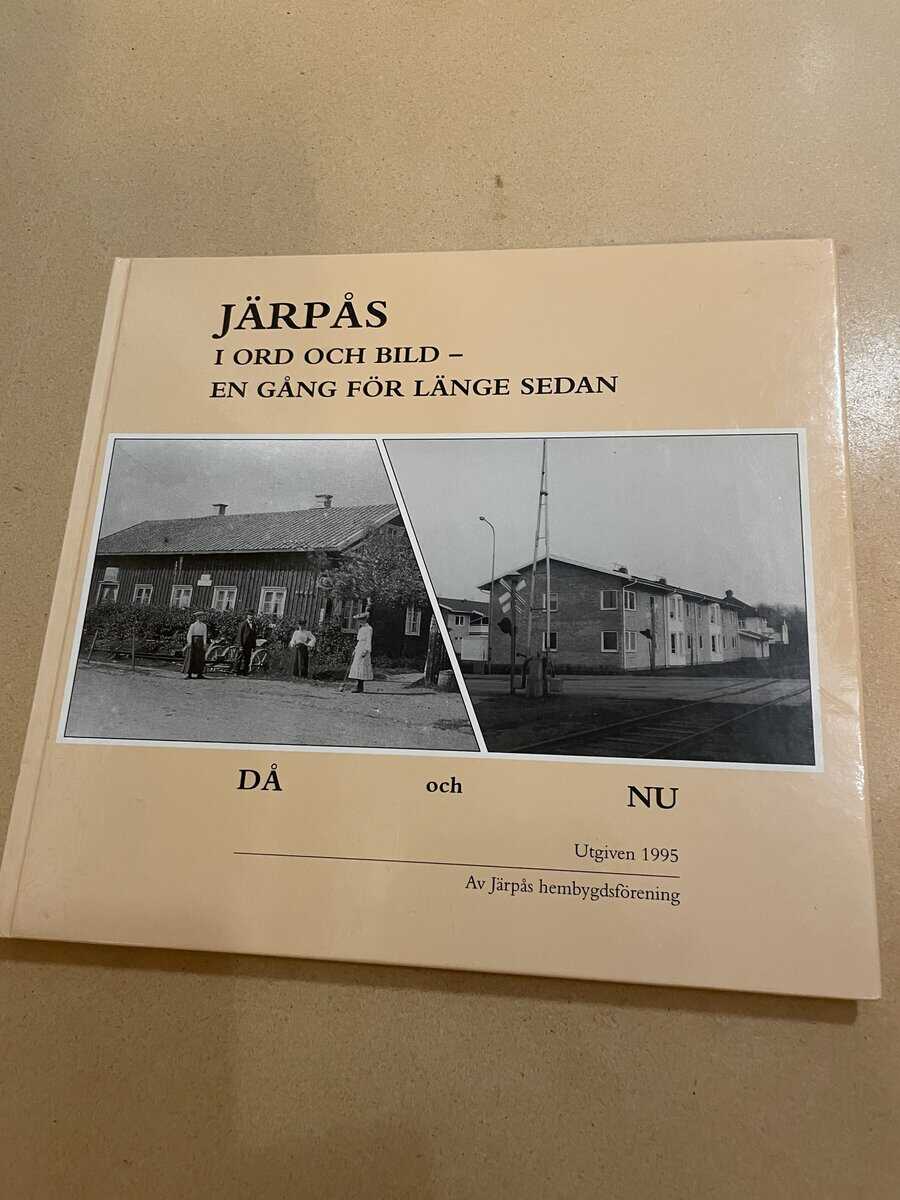 JÄRPÅS
I ORD OCH BILD –
EN GÅNG FÖR LÄNGE SEDAN
DÅ och NU
Utgiven 1995
Av Järpås hembygdsförening